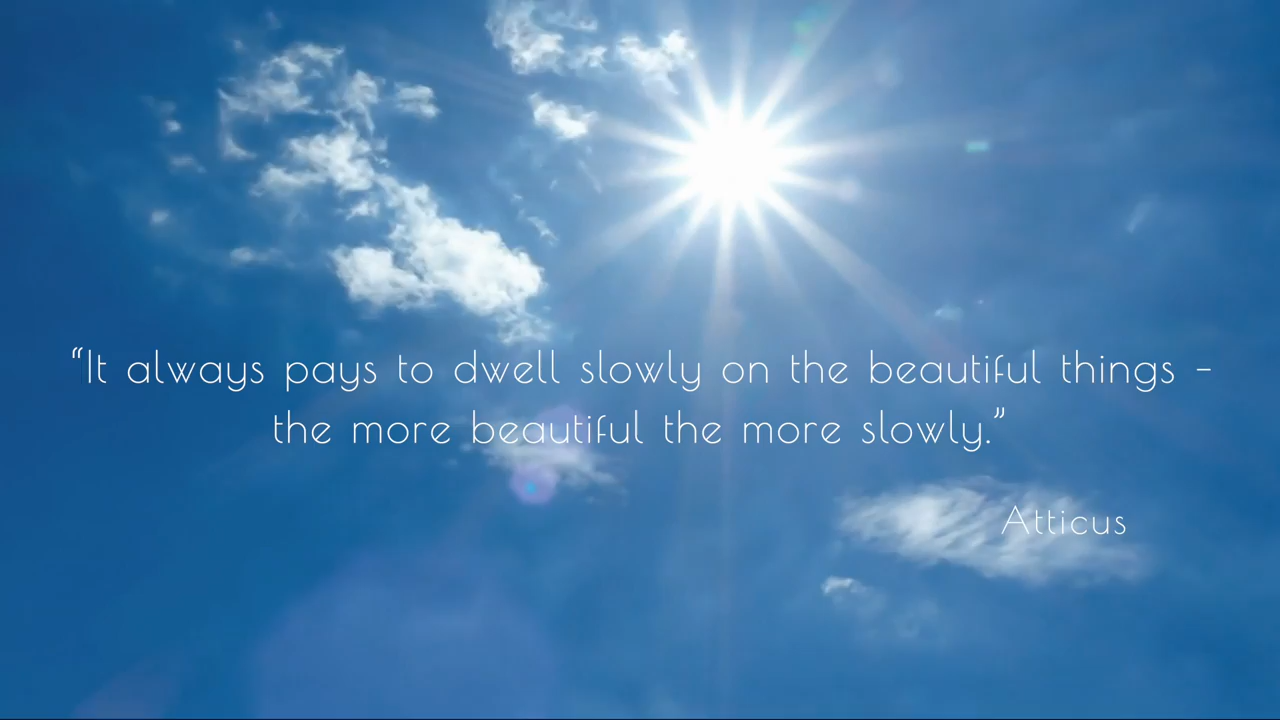 “It always pays to dwell slowly on the beautiful things –
the more beautiful the more slowly.”
Atticus